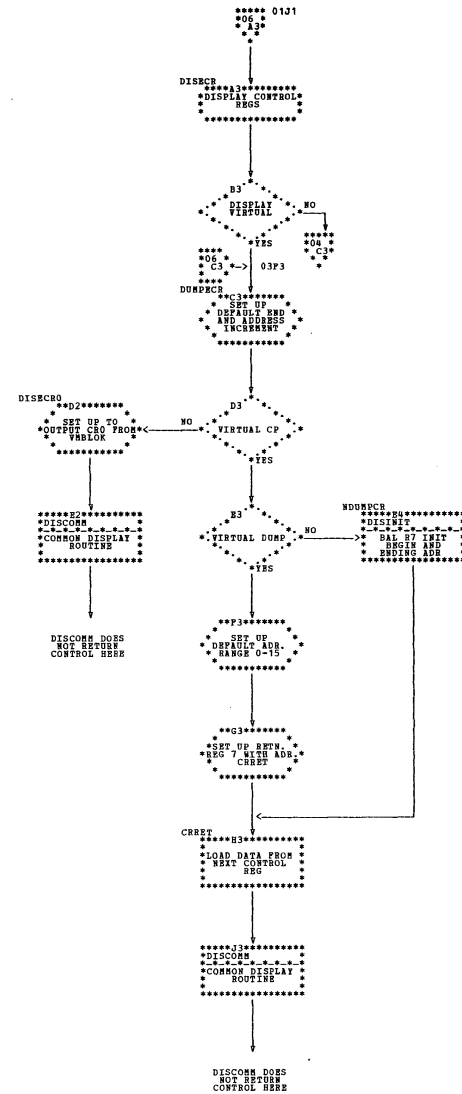 01J1
06
A3
DISECR
A3
DISPLAY CONTROL
REGS
B3
DISPLAY
VIRTUAL
NO
YES
04
C3
06
C3
03F3
DUMPECR
C3
SET UP
DEFAULT END
AND ADDRESS
INCREMENT
DISECR0
D2
SET UP TO
OUTPUT CR0 FROM
VMBLOK
NO
D3
VIRTUAL CP
YES
E2
DISCOMM
COMMON DISPLAY
ROUTINE
E3
VIRTUAL DUMP
NO
YES
NDUMPCR
E4
DISINIT
BAL R7 INIT
BEGIN AND
ENDING ADR
DISCOMM DOES
NOT RETURN
CONTROL HERE
F3
SET UP
DEFAULT ADR.
RANGE 0-15
G3
SET UP RETN.
REG 7 WITH ADR.
CRRET
CRRET
H3
LOAD DATA FROM
NEXT CONTROL
REG
J3
DISCOMM
COMMON DISPLAY
ROUTINE
DISCOMM DOES
NOT RETURN
CONTROL HERE